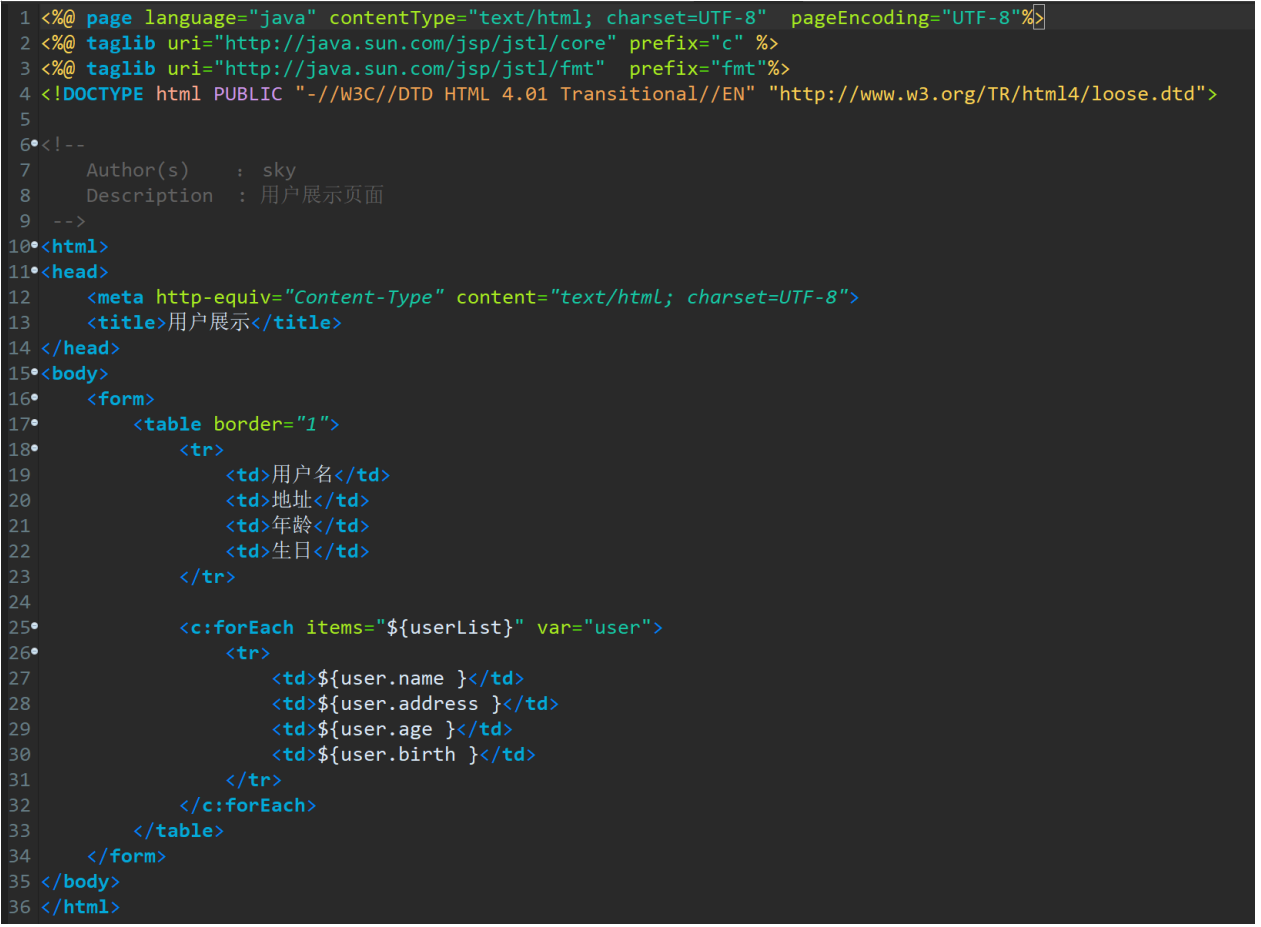 1 <%@ page language="java" contentType="text/html; charset=UTF-8"  pageEncoding="UTF-8"%>
2 <%@ taglib uri="http://java.sun.com/jsp/jstl/core" prefix="c" %>
3 <%@ taglib uri="http://java.sun.com/jsp/jstl/fmt"  prefix="fmt"%>
4 <!DOCTYPE html PUBLIC "-//W3C//DTD HTML 4.01 Transitional//EN" "http://www.w3.org/TR/html4/loose.dtd">
5
6 <!--
7     Author(s)    : sky
8     Description  : 用户展示页面
9  -->
10 <html>
11 <head>
12     <meta http-equiv="Content-Type" content="text/html; charset=UTF-8">
13     <title>用户展示</title>
14 </head>
15 <body>
16     <form>
17         <table border="1">
18             <tr>
19                 <td>用户名</td>
20                 <td>地址</td>
21                 <td>年龄</td>
22                 <td>生日</td>
23             </tr>
24
25             <c:forEach items="${userList}" var="user">
26                 <tr>
27                     <td>${user.name }</td>
28                     <td>${user.address }</td>
29                     <td>${user.age }</td>
30                     <td>${user.birth }</td>
31                 </tr>
32             </c:forEach>
33         </table>
34     </form>
35 </body>
36 </html>